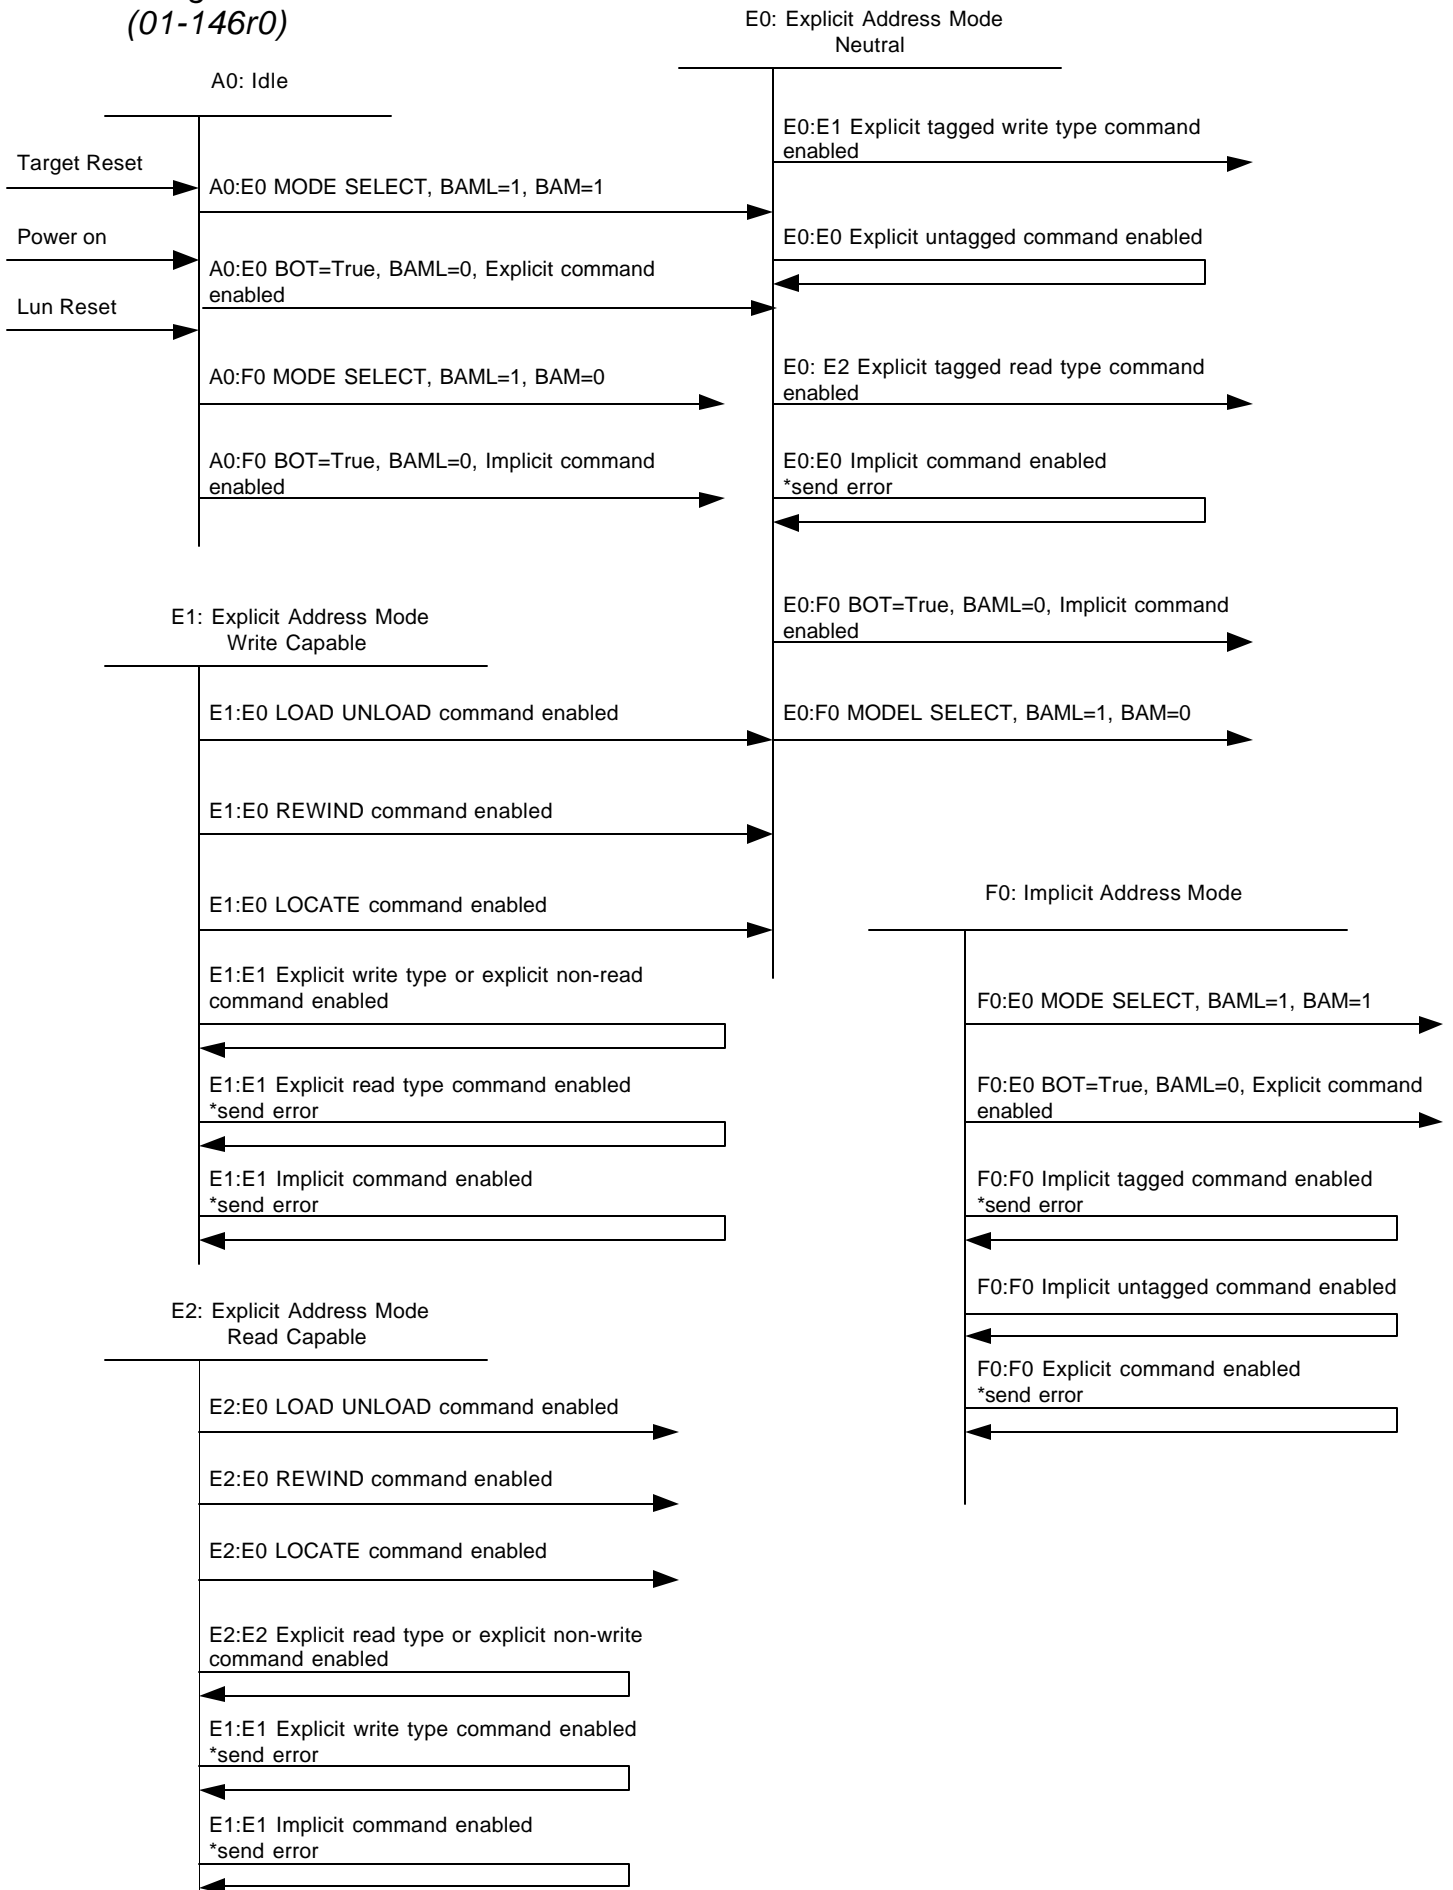 (01-146r0)
A0: Idle
Target Reset
A0:E0 MODE SELECT, BAML=1, BAM=1
Power on
A0:E0 BOT=True, BAML=0, Explicit command
enabled
Lun Reset
A0:F0 MODE SELECT, BAML=1, BAM=0
A0:F0 BOT=True, BAML=0, Implicit command
enabled
E0: Explicit Address Mode
Neutral
E0:E1 Explicit tagged write type command
enabled
E0:E0 Explicit untagged command enabled
E0: E2 Explicit tagged read type command
enabled
E0:E0 Implicit command enabled
*send error
E0:F0 BOT=True, BAML=0, Implicit command
enabled
E0:F0 MODEL SELECT, BAML=1, BAM=0
E1: Explicit Address Mode
Write Capable
E1:E0 LOAD UNLOAD command enabled
E1:E0 REWIND command enabled
E1:E0 LOCATE command enabled
E1:E1 Explicit write type or explicit non-read
command enabled
E1:E1 Explicit read type command enabled
*send error
E1:E1 Implicit command enabled
*send error
F0: Implicit Address Mode
F0:E0 MODE SELECT, BAML=1, BAM=1
F0:E0 BOT=True, BAML=0, Explicit command
enabled
F0:F0 Implicit tagged command enabled
*send error
F0:F0 Implicit untagged command enabled
F0:F0 Explicit command enabled
*send error
E2: Explicit Address Mode
Read Capable
E2:E0 LOAD UNLOAD command enabled
E2:E0 REWIND command enabled
E2:E0 LOCATE command enabled
E2:E2 Explicit read type or explicit non-write
command enabled
E1:E1 Explicit write type command enabled
*send error
E1:E1 Implicit command enabled
*send error